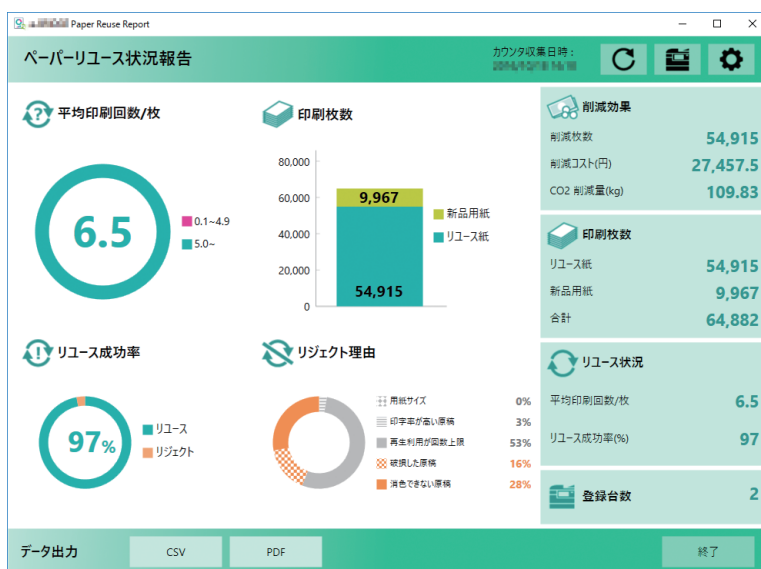 Paper Reuse Report
ペーパーリユース状況報告
カウンタ収集日時：
平均印刷回数/枚
6.5
0.1~4.9
5.0~
印刷枚数
80,000
60,000
40,000
20,000
0
9,967
54,915
新品用紙
リユース紙
リユース成功率
97%
リユース
リジェクト
リジェクト理由
用紙サイズ 0%
印字率が高い原稿 3%
再生利用が回数上限 53%
破損した原稿 16%
消色できない原稿 28%
削減効果
削減枚数 54,915
削減コスト(円) 27,457.5
CO2 削減量(kg) 109.83
印刷枚数
リユース紙 54,915
新品用紙 9,967
合計 64,882
リユース状況
平均印刷回数/枚 6.5
リユース成功率(%) 97
登録台数 2
データ出力
CSV
PDF
終了